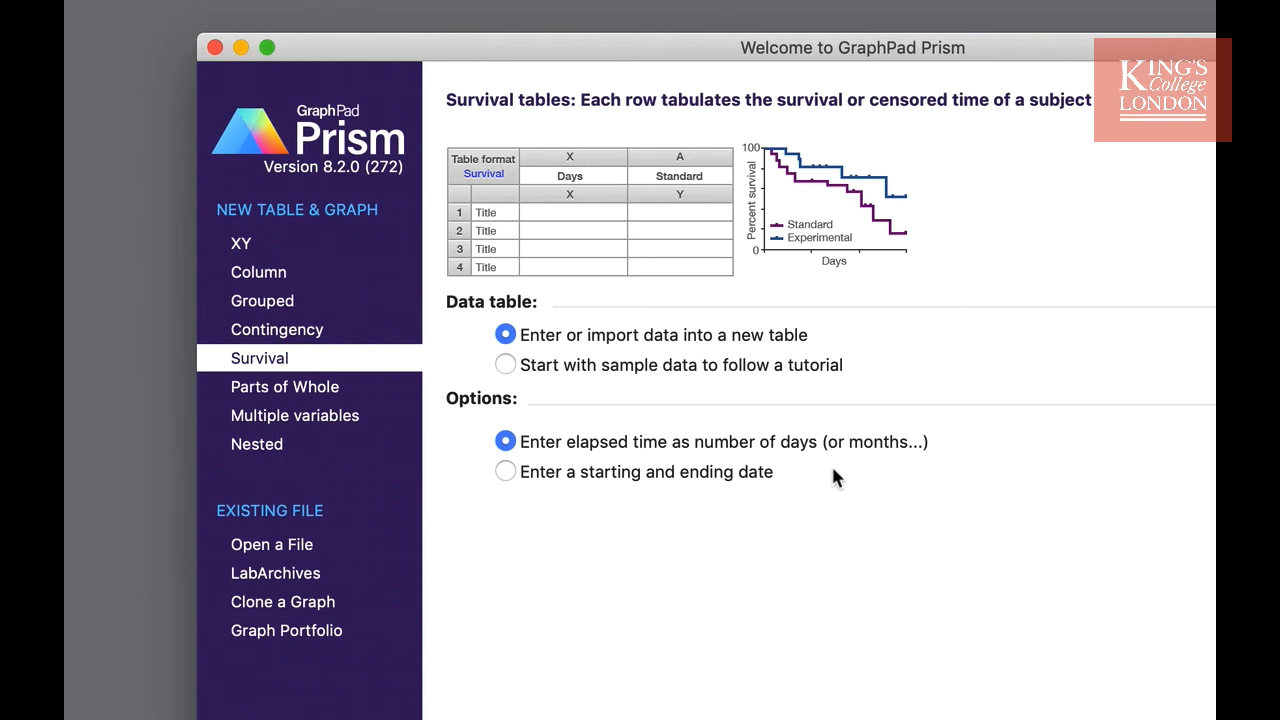 Welcome to GraphPad Prism
KING'S
College
LONDON
GraphPad
Prism
Version 8.2.0 (272)
NEW TABLE & GRAPH
XY
Column
Grouped
Contingency
Survival
Parts of Whole
Multiple variables
Nested
EXISTING FILE
Open a File
LabArchives
Clone a Graph
Graph Portfolio
Survival tables: Each row tabulates the survival or censored time of a subject
Table format X A
Survival Days Standard
X Y
1 Title
2 Title
3 Title
4 Title
100
Percent survival
Standard
Experimental
0
Days
Data table:
Enter or import data into a new table
Start with sample data to follow a tutorial
Options:
Enter elapsed time as number of days (or months...)
Enter a starting and ending date